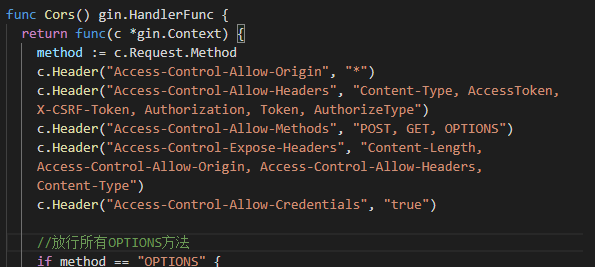 func Cors() gin.HandlerFunc {
return func(c *gin.Context) {
method := c.Request.Method
c.Header("Access-Control-Allow-Origin", "*")
c.Header("Access-Control-Allow-Headers", "Content-Type, AccessToken,
X-CSRF-Token, Authorization, Token, AuthorizeType")
c.Header("Access-Control-Allow-Methods", "POST, GET, OPTIONS")
c.Header("Access-Control-Expose-Headers", "Content-Length,
Access-Control-Allow-Origin, Access-Control-Allow-Headers,
Content-Type")
c.Header("Access-Control-Allow-Credentials", "true")
//放行所有OPTIONS方法
if method == "OPTIONS" {